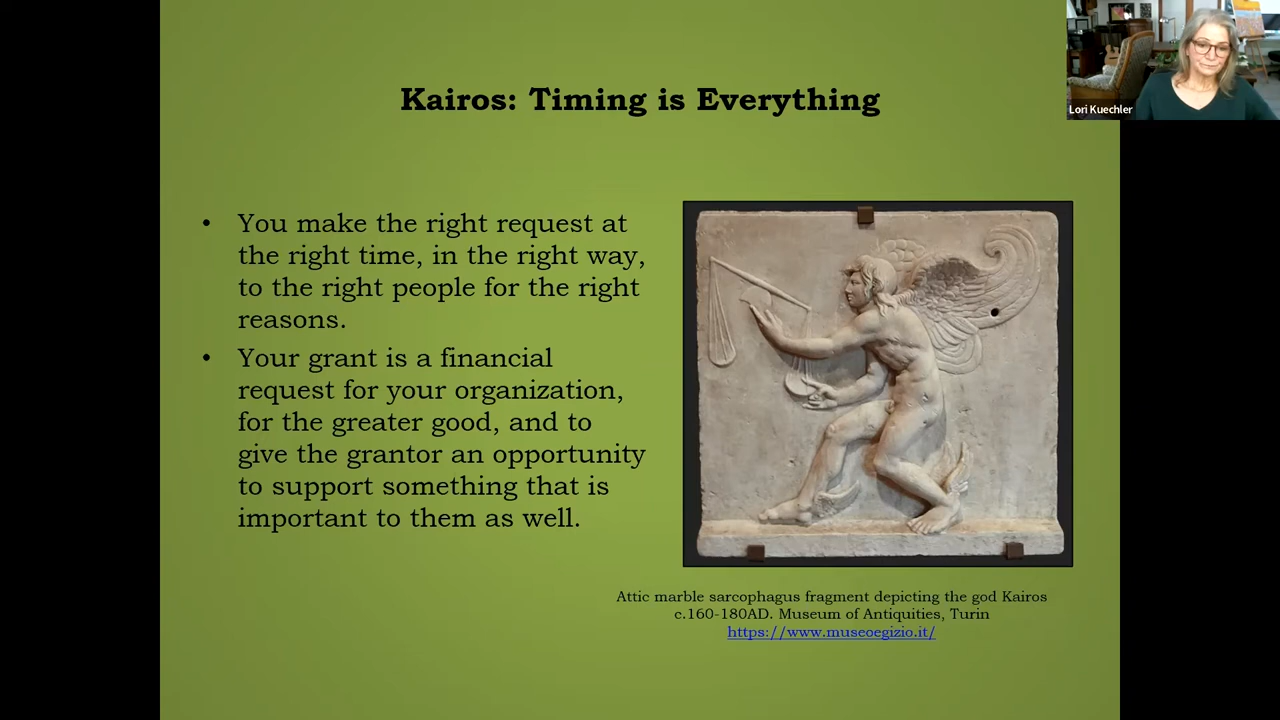 Lori Kuechler
Kairos: Timing is Everything
• You make the right request at
the right time, in the right way,
to the right people for the right
reasons.
• Your grant is a financial
request for your organization,
for the greater good, and to
give the grantor an opportunity
to support something that is
important to them as well.
Attic marble sarcophagus fragment depicting the god Kairos
c.160-180AD. Museum of Antiquities, Turin
https://www.museoegizio.it/